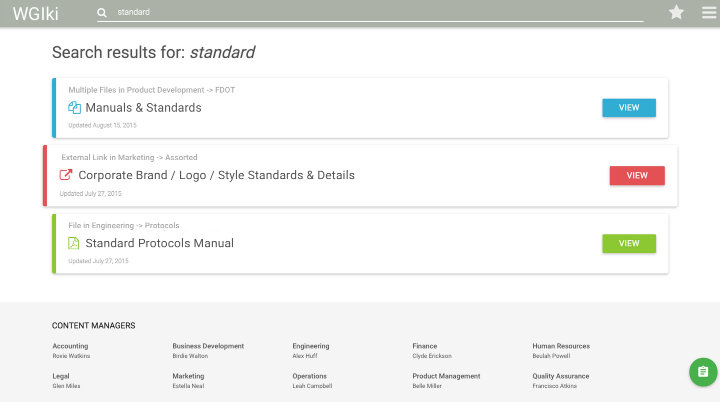 WGIki
standard
Search results for: standard
Multiple Files in Product Development -> FDOT
Manuals & Standards
VIEW
Updated August 15, 2015
External Link in Marketing -> Assorted
Corporate Brand / Logo / Style Standards & Details
VIEW
Updated July 27, 2015
File in Engineering -> Protocols
Standard Protocols Manual
VIEW
Updated July 27, 2015
CONTENT MANAGERS
Accounting Business Development Engineering Finance Human Resources
Roxie Watkins Birdie Walton Alex Huff Clyde Erickson Beulah Powell
Legal Marketing Operations Product Management Quality Assurance
Glen Miles Estella Neal Leah Campbell Belle Miller Francisco Atkins